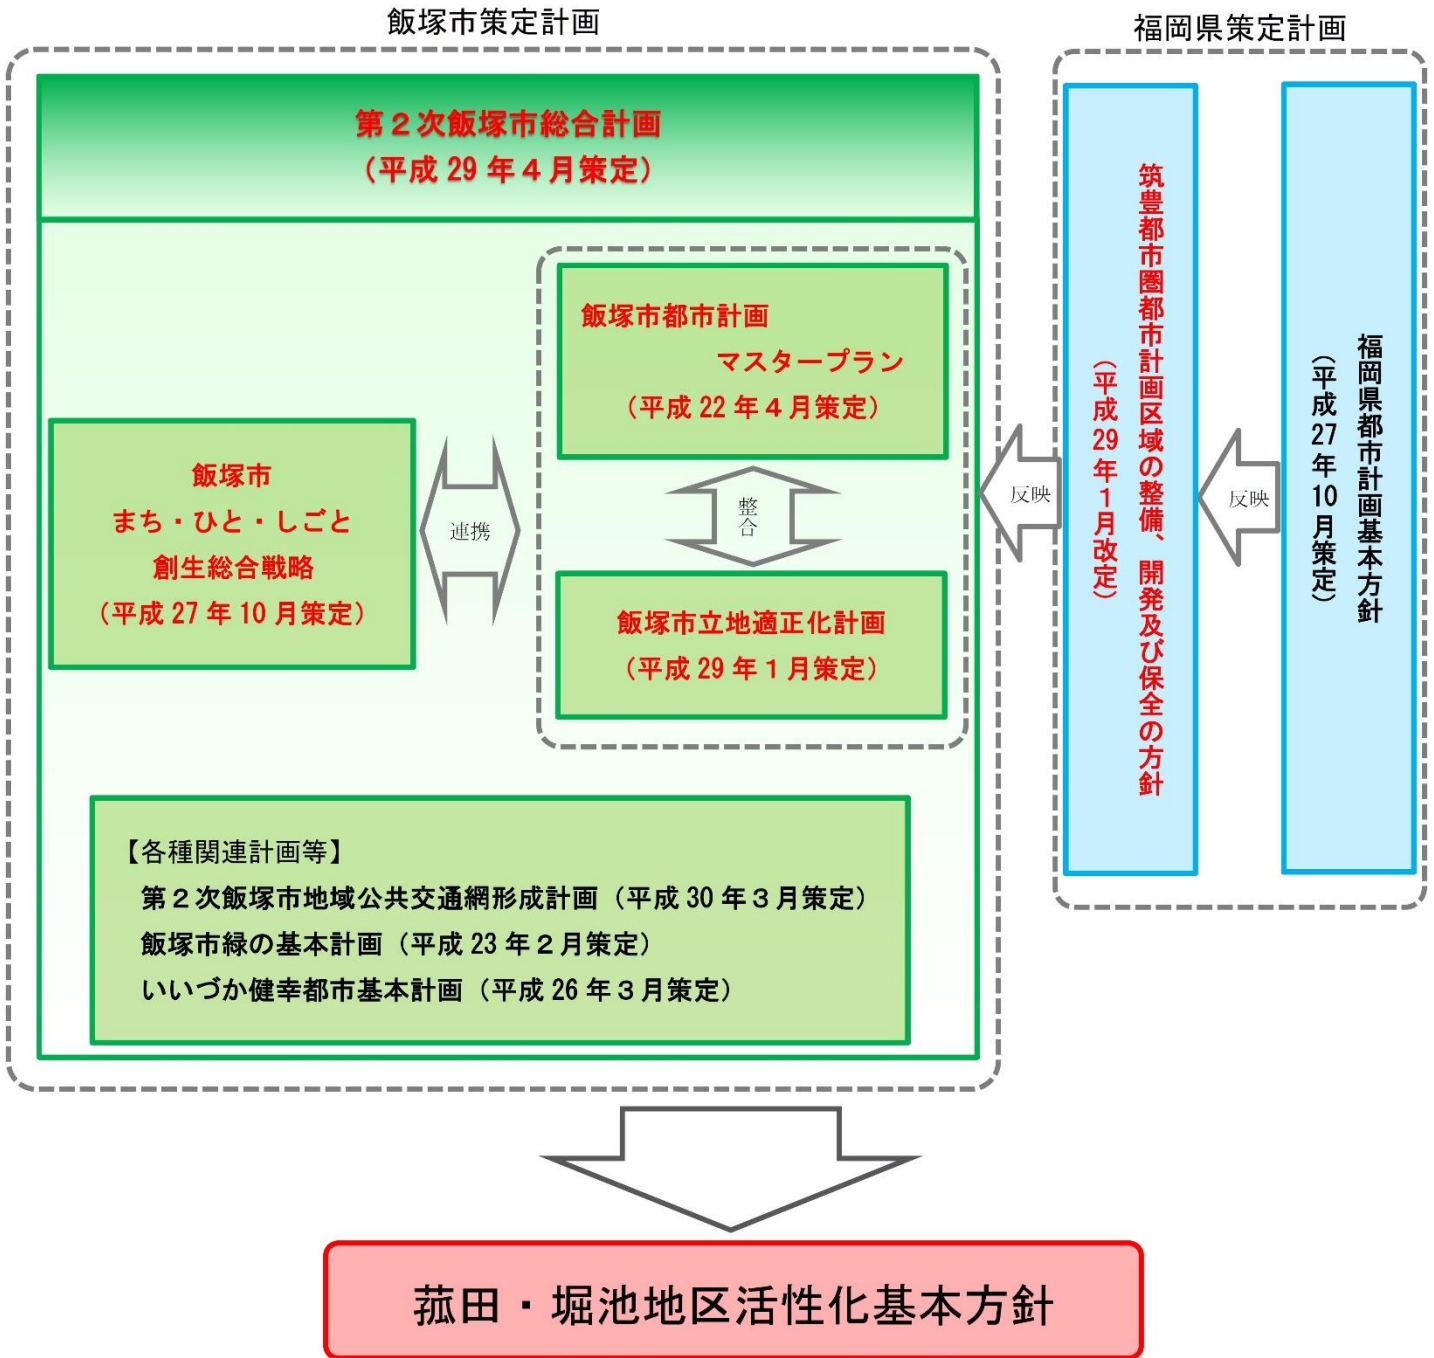 飯塚市策定計画
第２次飯塚市総合計画
（平成 29 年４月策定）
飯塚市都市計画
マスタープラン
（平成 22 年４月策定）
飯塚市
まち・ひと・しごと
創生総合戦略
（平成 27 年 10 月策定）
連携
整合
飯塚市立地適正化計画
（平成 29 年１月策定）
【各種関連計画等】
第２次飯塚市地域公共交通網形成計画（平成 30 年３月策定）
飯塚市緑の基本計画（平成 23 年２月策定）
いいづか健幸都市基本計画（平成 26 年３月策定）
福岡県策定計画
反映
筑豊都市圏都市計画区域の整備、開発及び保全の方針
（平成29年１月改定）
反映
福岡県都市計画基本方針
（平成27年10月策定）
菰田・堀池地区活性化基本方針